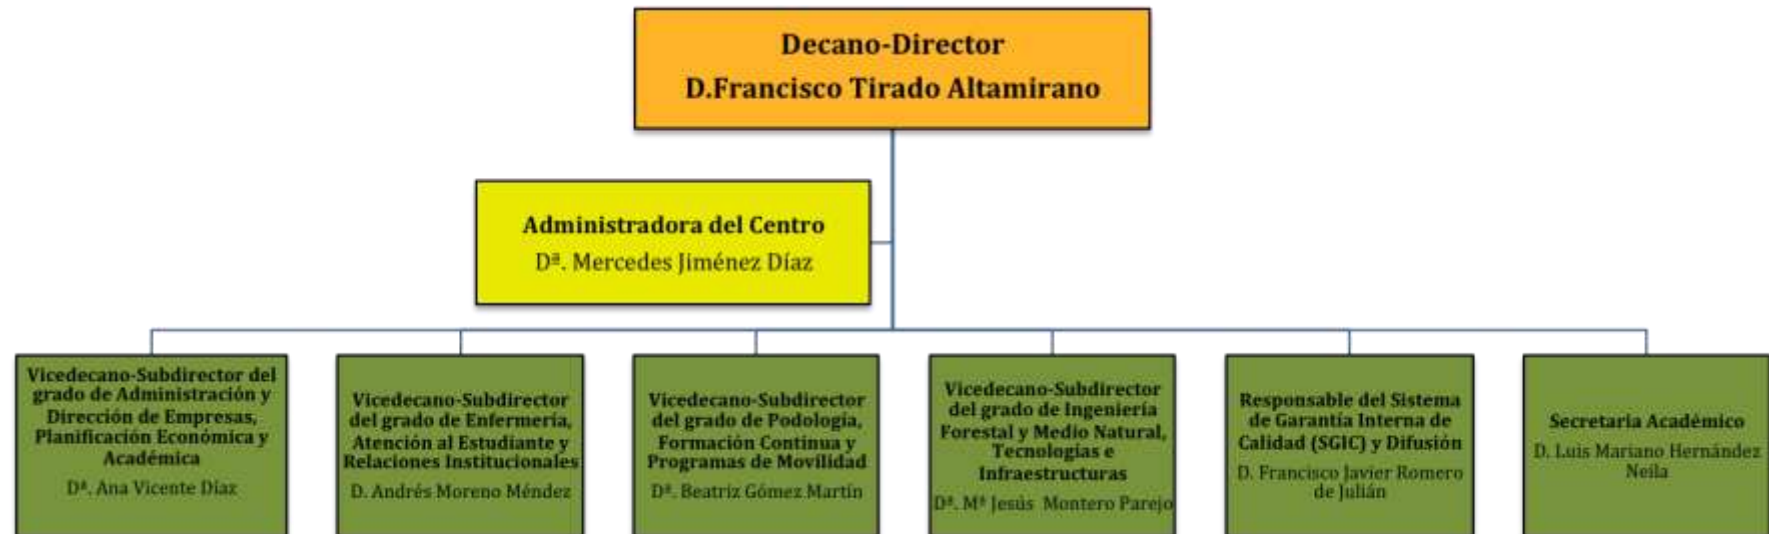 Decano-Director
D.Francisco Tirado Altamirano
Administradora del Centro
Dª. Mercedes Jiménez Díaz
Vicedecano-Subdirector del
grado de Administración y
Dirección de Empresas,
Planificación Económica y
Académica
Dª. Ana Vicente Díaz
Vicedecano-Subdirector
del grado de Enfermería,
Atención al Estudiante y
Relaciones Institucionales
D. Andrés Moreno Méndez
Vicedecano-Subdirector
del grado de Podología,
Formación Continua y
Programas de Movilidad
Dª. Beatriz Gómez Martín
Vicedecano-Subdirector
del grado de Ingeniería
Forestal y Medio Natural,
Tecnologías e
Infraestructuras
Dª. Mª Jesús Montero Parejo
Responsable del Sistema
de Garantía Interna de
Calidad (SGIC) y Difusión
D. Francisco Javier Romero
de Julián
Secretaria Académico
D. Luis Mariano Hernández
Neila